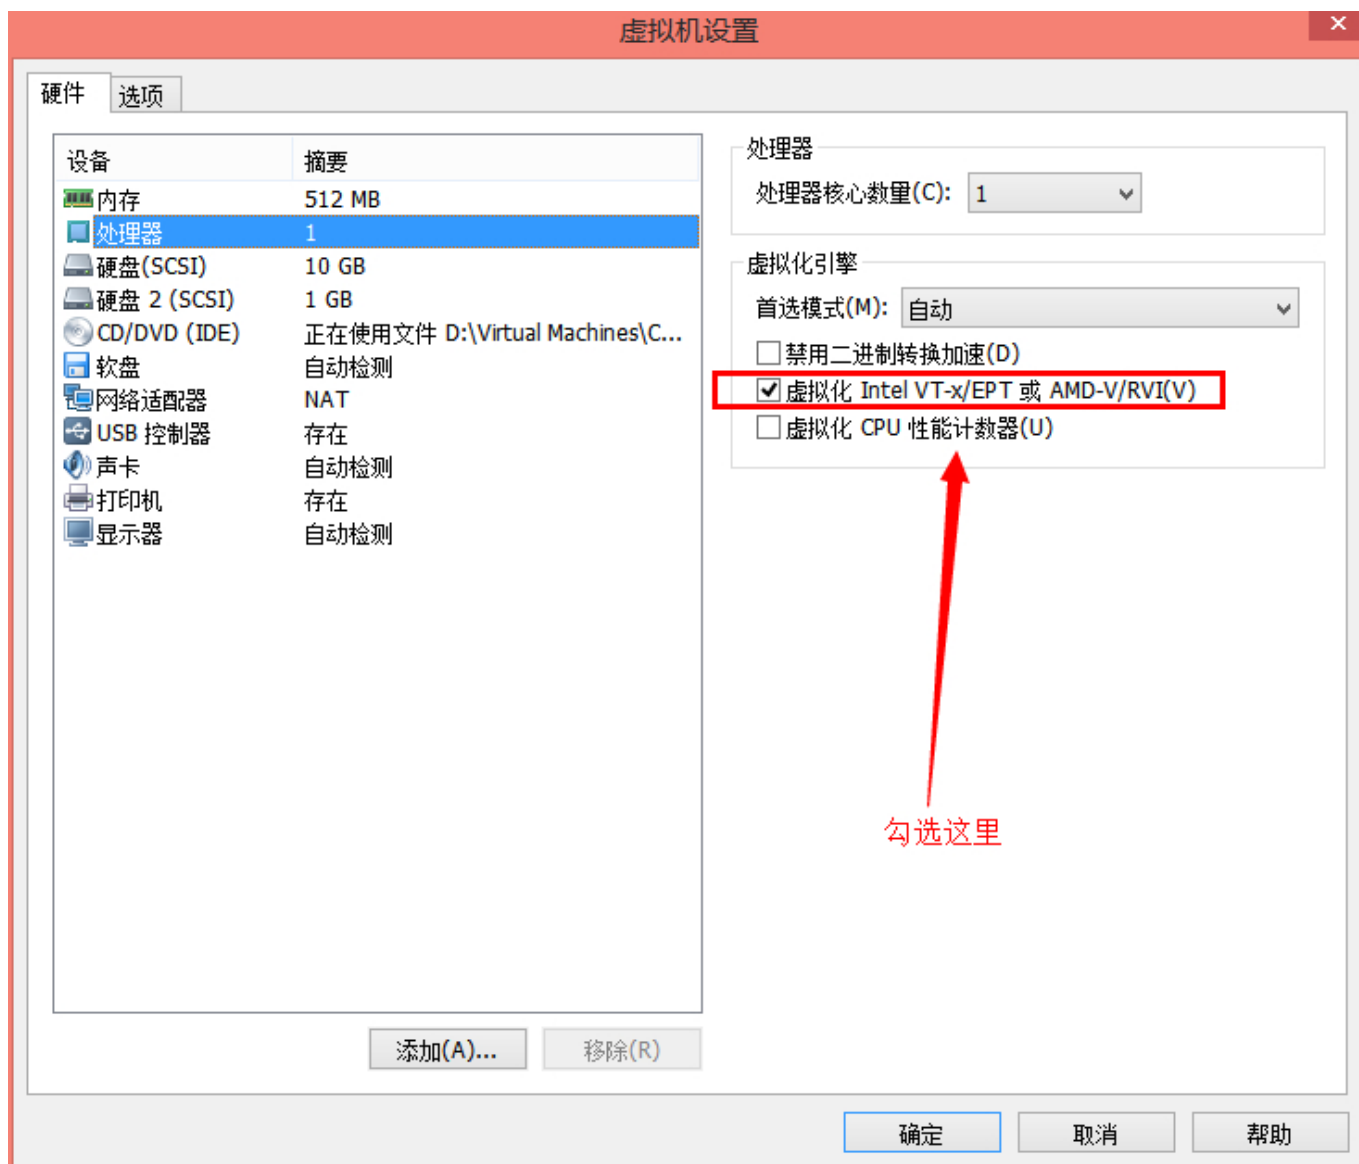 虚拟机设置
硬件 选项
设备 摘要
内存 512 MB
处理器 1
硬盘(SCSI) 10 GB
硬盘 2 (SCSI) 1 GB
CD/DVD (IDE) 正在使用文件 D:\Virtual Machines\C...
软盘 自动检测
网络适配器 NAT
USB 控制器 存在
声卡 自动检测
打印机 存在
显示器 自动检测
添加(A)... 移除(R)
处理器
处理器核心数量(C): 1
虚拟化引擎
首选模式(M): 自动
禁用二进制转换加速(D)
虚拟化 Intel VT-x/EPT 或 AMD-V/RVI(V)
虚拟化 CPU 性能计数器(U)
勾选这里
确定 取消 帮助